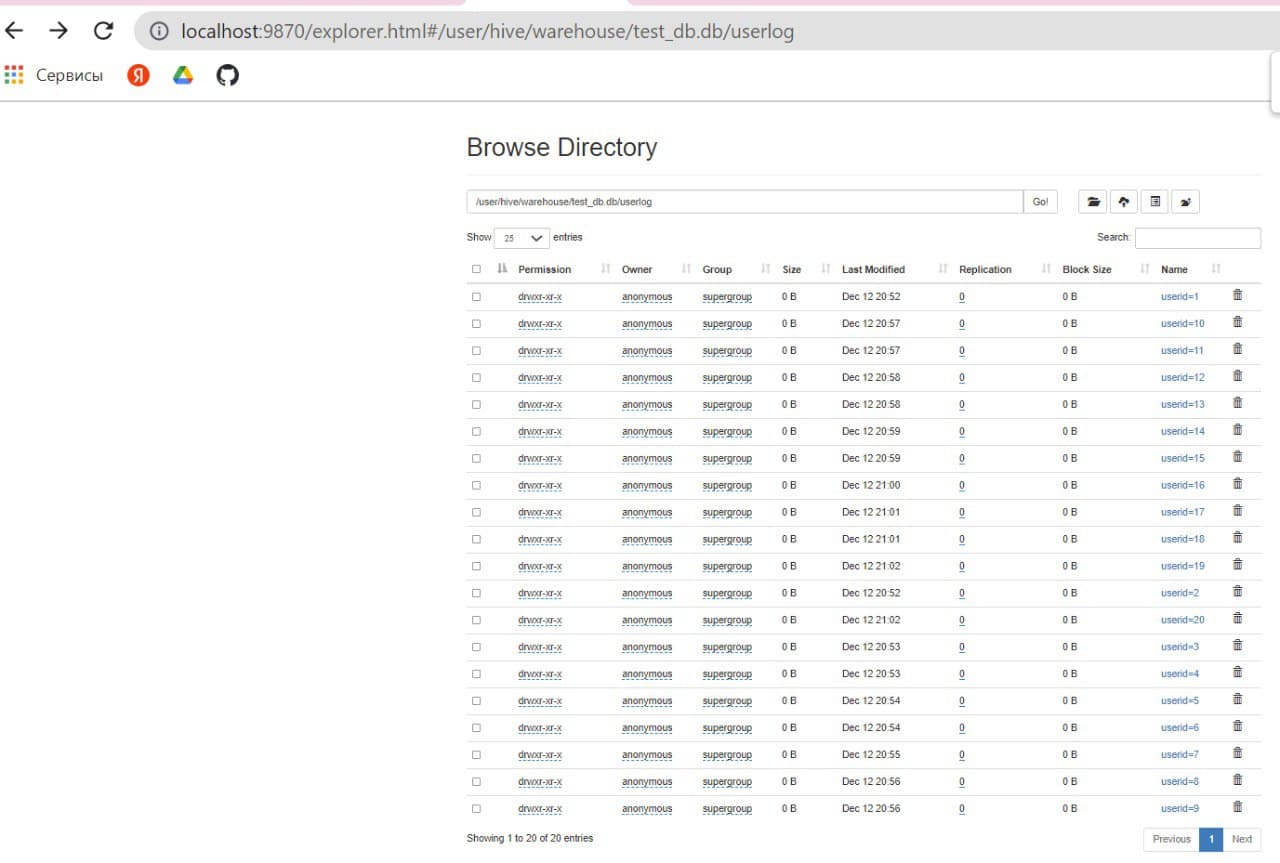 localhost:9870/explorer.html#/user/hive/warehouse/test_db.db/userlog
Сервисы
Я
Browse Directory
/user/hive/warehouse/test_db.db/userlog Go!
Show 25 entries Search:
Permission Owner Group Size Last Modified Replication Block Size Name
drwxr-xr-x anonymous supergroup 0 B Dec 12 20:52 0 0 B userid=1
drwxr-xr-x anonymous supergroup 0 B Dec 12 20:57 0 0 B userid=10
drwxr-xr-x anonymous supergroup 0 B Dec 12 20:57 0 0 B userid=11
drwxr-xr-x anonymous supergroup 0 B Dec 12 20:58 0 0 B userid=12
drwxr-xr-x anonymous supergroup 0 B Dec 12 20:58 0 0 B userid=13
drwxr-xr-x anonymous supergroup 0 B Dec 12 20:59 0 0 B userid=14
drwxr-xr-x anonymous supergroup 0 B Dec 12 20:59 0 0 B userid=15
drwxr-xr-x anonymous supergroup 0 B Dec 12 21:00 0 0 B userid=16
drwxr-xr-x anonymous supergroup 0 B Dec 12 21:01 0 0 B userid=17
drwxr-xr-x anonymous supergroup 0 B Dec 12 21:01 0 0 B userid=18
drwxr-xr-x anonymous supergroup 0 B Dec 12 21:02 0 0 B userid=19
drwxr-xr-x anonymous supergroup 0 B Dec 12 20:52 0 0 B userid=2
drwxr-xr-x anonymous supergroup 0 B Dec 12 21:02 0 0 B userid=20
drwxr-xr-x anonymous supergroup 0 B Dec 12 20:53 0 0 B userid=3
drwxr-xr-x anonymous supergroup 0 B Dec 12 20:53 0 0 B userid=4
drwxr-xr-x anonymous supergroup 0 B Dec 12 20:54 0 0 B userid=5
drwxr-xr-x anonymous supergroup 0 B Dec 12 20:54 0 0 B userid=6
drwxr-xr-x anonymous supergroup 0 B Dec 12 20:55 0 0 B userid=7
drwxr-xr-x anonymous supergroup 0 B Dec 12 20:56 0 0 B userid=8
drwxr-xr-x anonymous supergroup 0 B Dec 12 20:56 0 0 B userid=9
Showing 1 to 20 of 20 entries Previous 1 Next